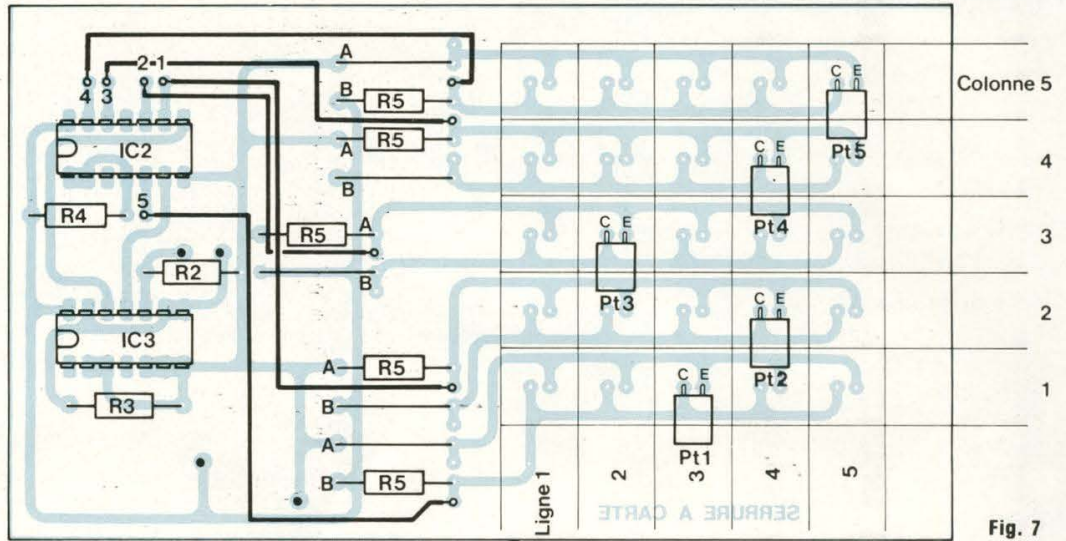 2-1
4 3
A
B R5
A R5
B
IC2
5
R4
R5 A
B
R2
IC3
R3
A R5
B
A
B R5
C E
Pt5
C E
Pt4
C E
Pt3
C E
Pt2
C E
Pt1
Colonne 5
4
3
2
1
Ligne 1
2
3
4
5
SERRURE A CARTE
Fig. 7